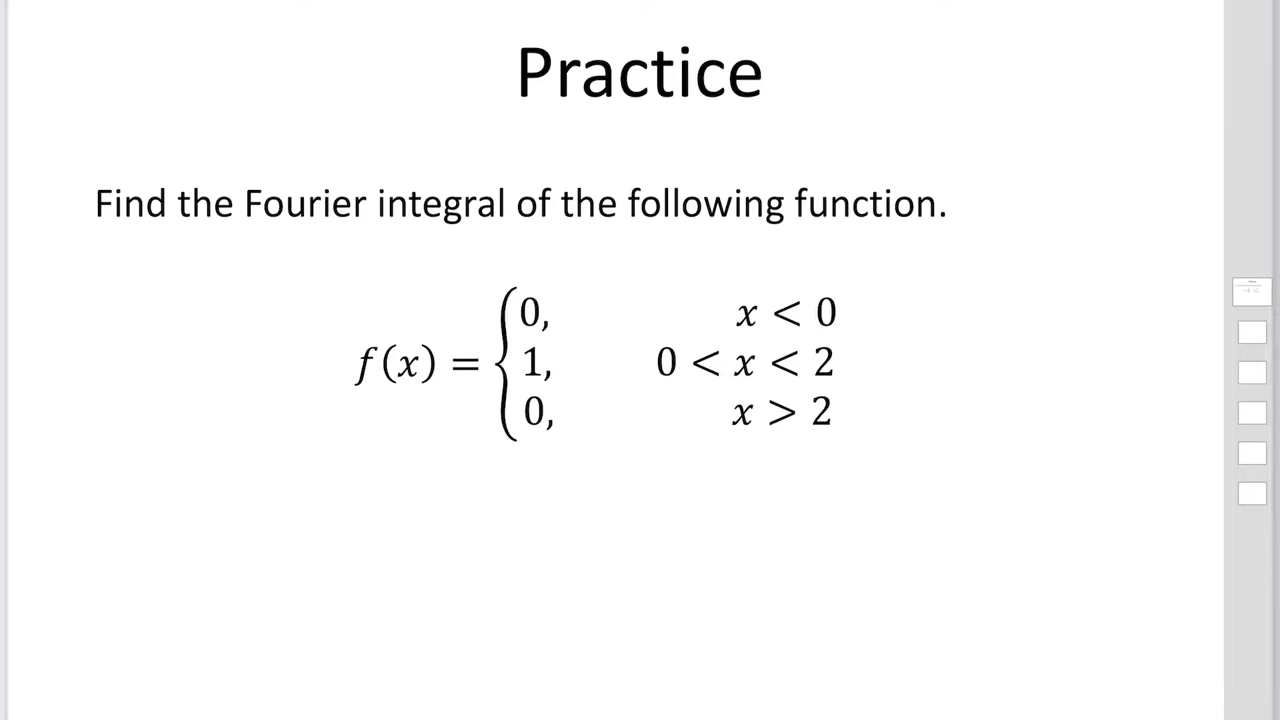 Practice
Find the Fourier integral of the following function.
0, x < 0
f(x) = { 1, 0 < x < 2
0, x > 2